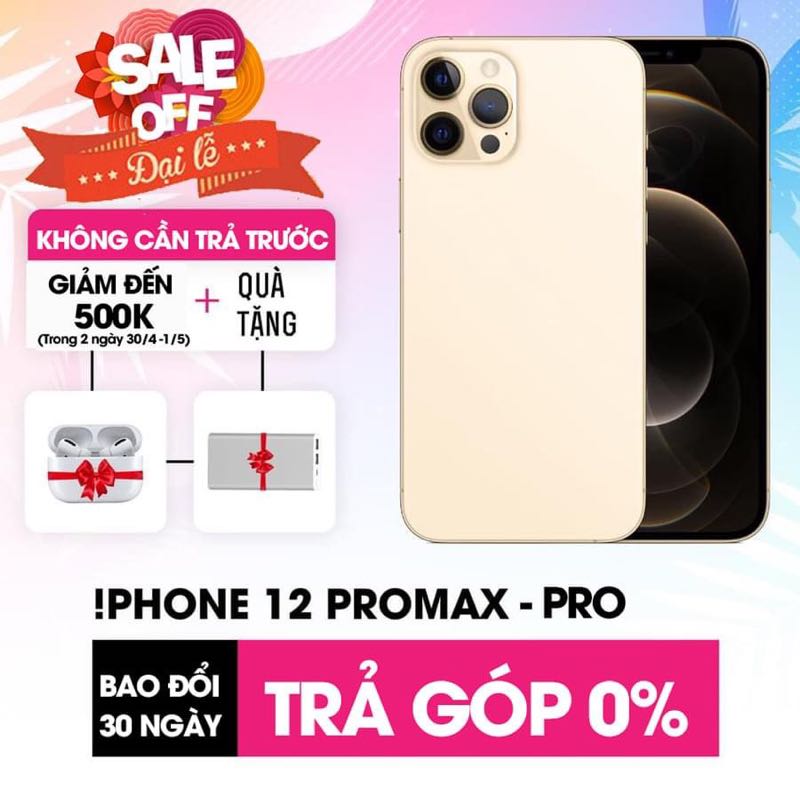 SALE
OFF
Đại lễ
KHÔNG CẦN TRẢ TRƯỚC
GIẢM ĐẾN
500K
(Trong 2 ngày 30/4 -1/5)
+
QUÀ
TẶNG
!PHONE 12 PROMAX - PRO
BAO ĐỔI
30 NGÀY
TRẢ GÓP 0%